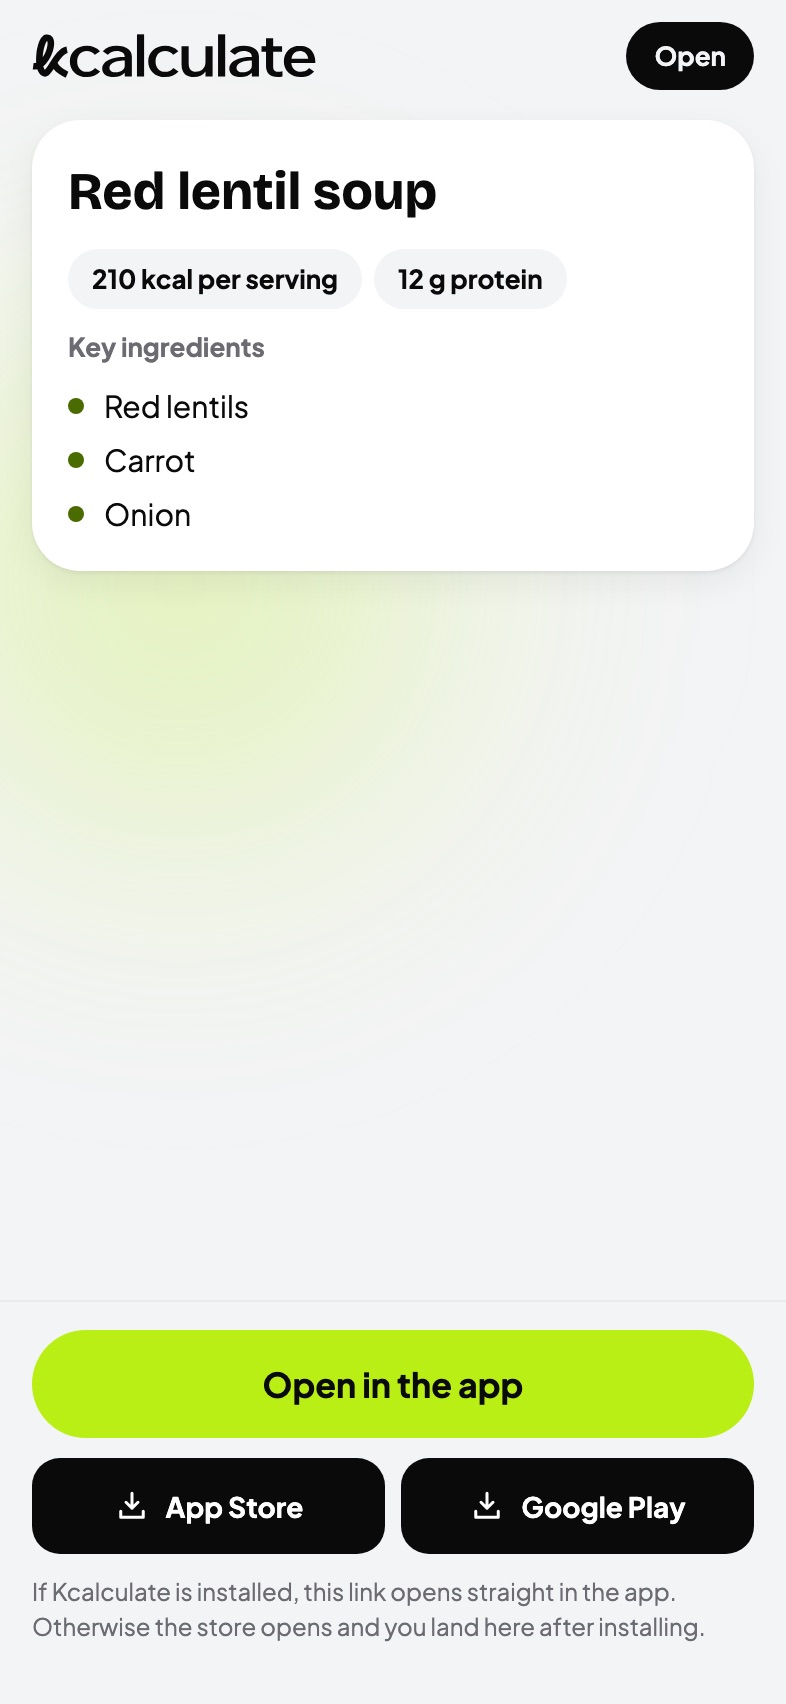 kcalculate
Open
Red lentil soup
210 kcal per serving
12 g protein
Key ingredients
Red lentils
Carrot
Onion
Open in the app
App Store
Google Play
If Kcalculate is installed, this link opens straight in the app.
Otherwise the store opens and you land here after installing.